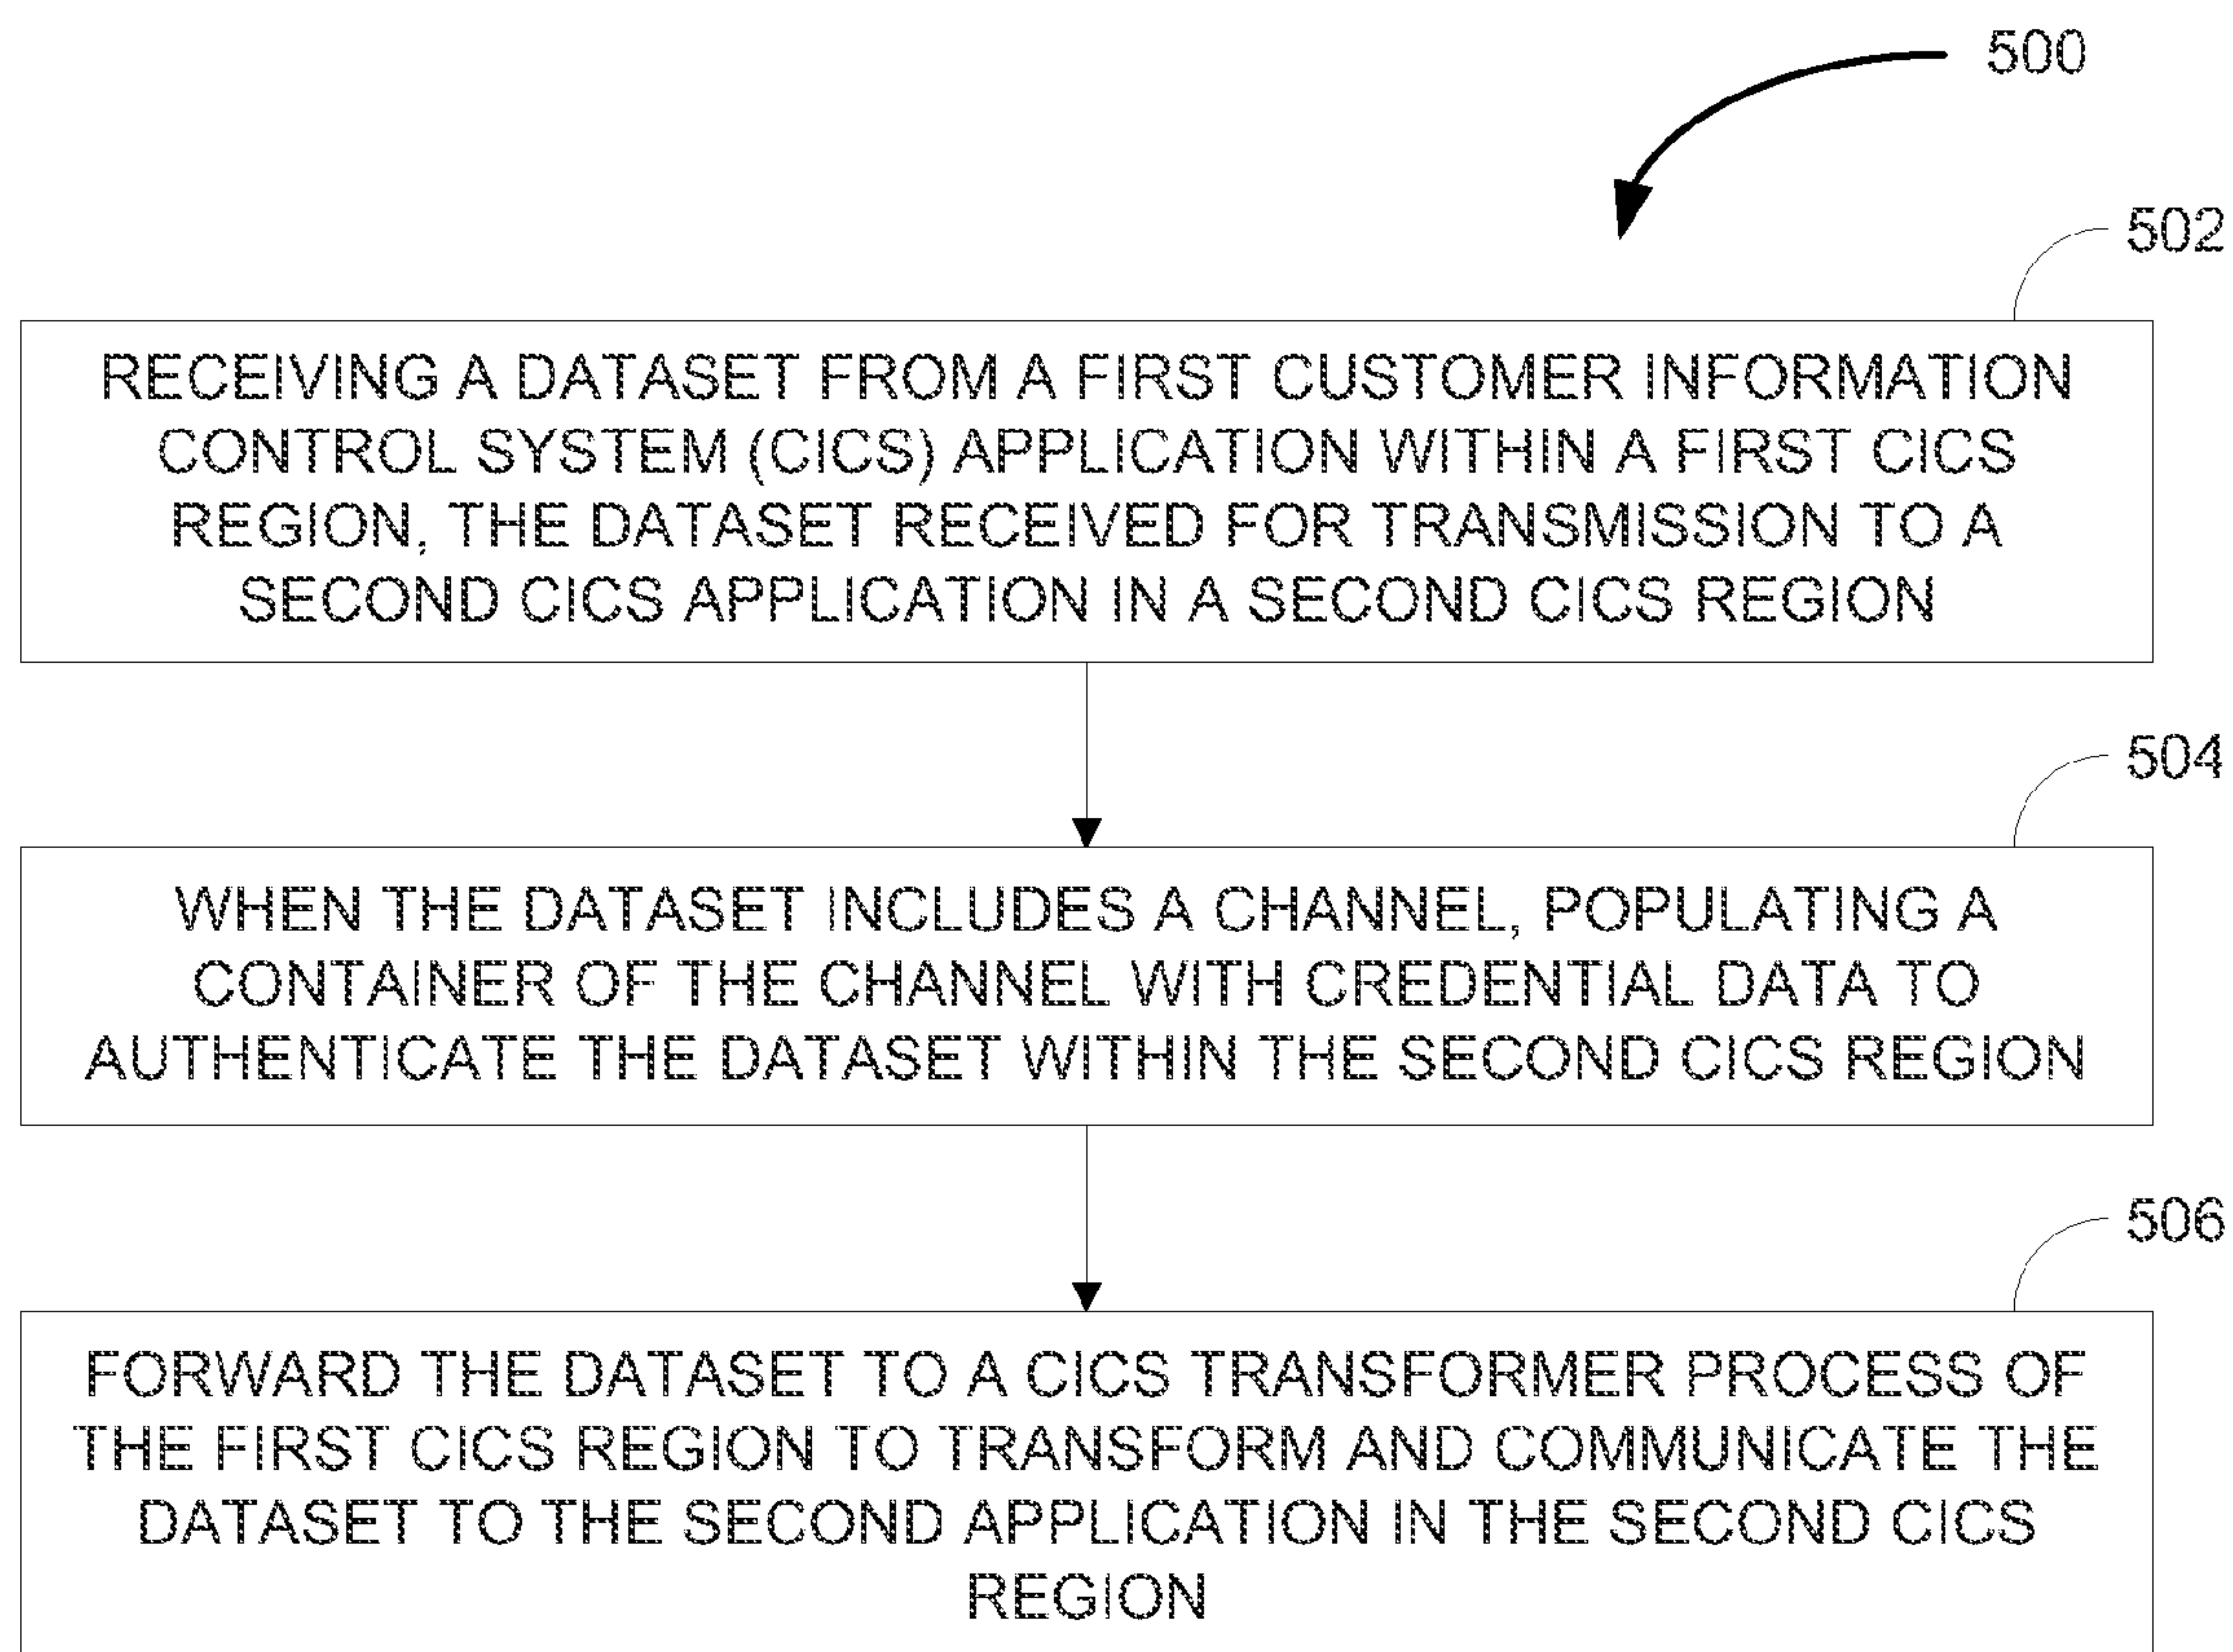 500
502
RECEIVING A DATASET FROM A FIRST CUSTOMER INFORMATION
CONTROL SYSTEM (CICS) APPLICATION WITHIN A FIRST CICS
REGION, THE DATASET RECEIVED FOR TRANSMISSION TO A
SECOND CICS APPLICATION IN A SECOND CICS REGION
504
WHEN THE DATASET INCLUDES A CHANNEL, POPULATING A
CONTAINER OF THE CHANNEL WITH CREDENTIAL DATA TO
AUTHENTICATE THE DATASET WITHIN THE SECOND CICS REGION
506
FORWARD THE DATASET TO A CICS TRANSFORMER PROCESS OF
THE FIRST CICS REGION TO TRANSFORM AND COMMUNICATE THE
DATASET TO THE SECOND APPLICATION IN THE SECOND CICS
REGION